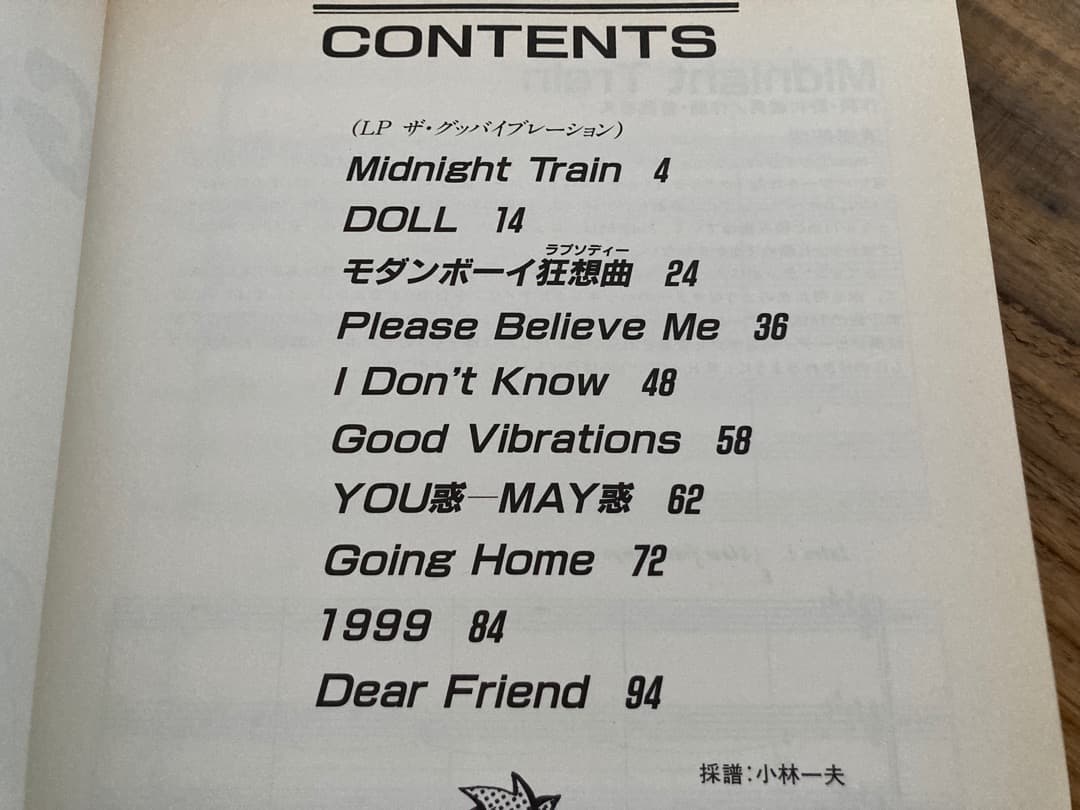 CONTENTS
(LP ザ・グッバイブレーション)
Midnight Train 4
DOLL 14
ラプソディー
モダンボーイ狂想曲 24
Please Believe Me 36
I Don't Know 48
Good Vibrations 58
YOU惑—MAY惑 62
Going Home 72
1999 84
Dear Friend 94
採譜:小林一夫